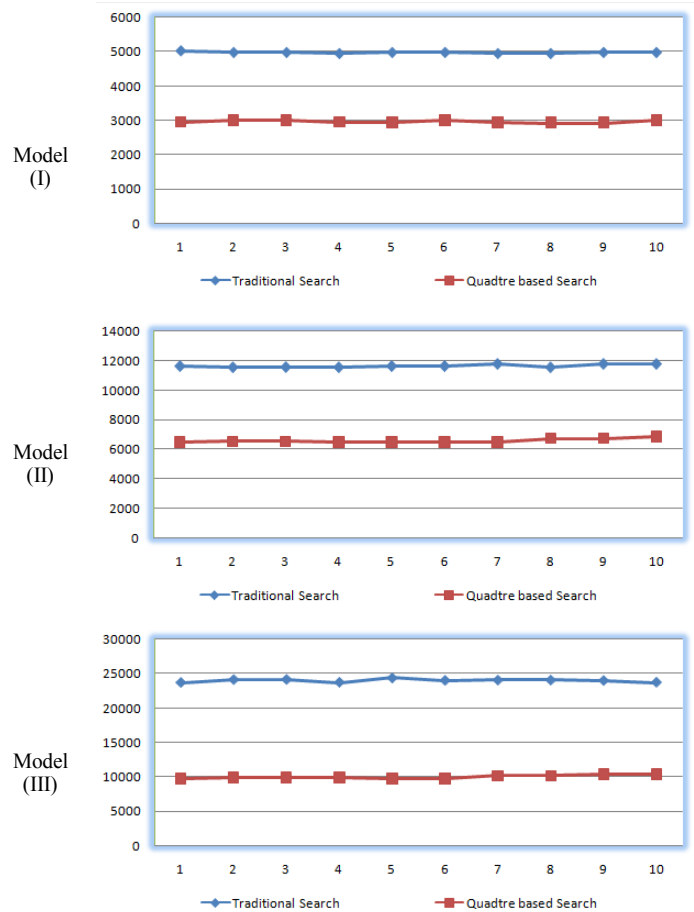 6000
5000
4000
3000
2000
1000
0
Model
(I)
1 2 3 4 5 6 7 8 9 10
Traditional Search Quadtre based Search
14000
12000
10000
8000
6000
4000
2000
0
Model
(II)
1 2 3 4 5 6 7 8 9 10
Traditional Search Quadtre based Search
30000
25000
20000
15000
10000
5000
0
Model
(III)
1 2 3 4 5 6 7 8 9 10
Traditional Search Quadtre based Search